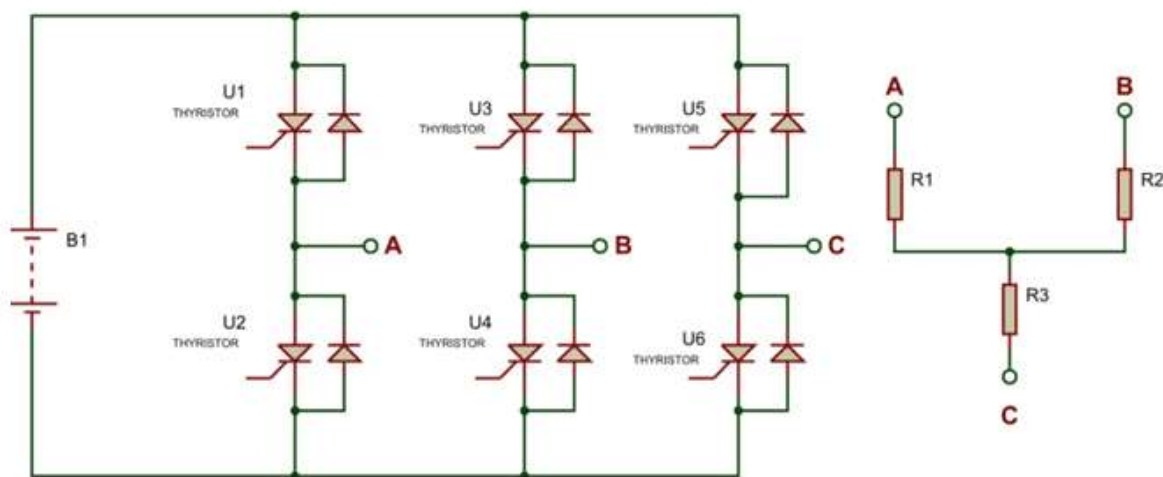 U1
THYRISTOR
U3
THYRISTOR
U5
THYRISTOR
A
B
R1
R2
B1
A
B
C
R3
U2
THYRISTOR
U4
THYRISTOR
U6
THYRISTOR
C